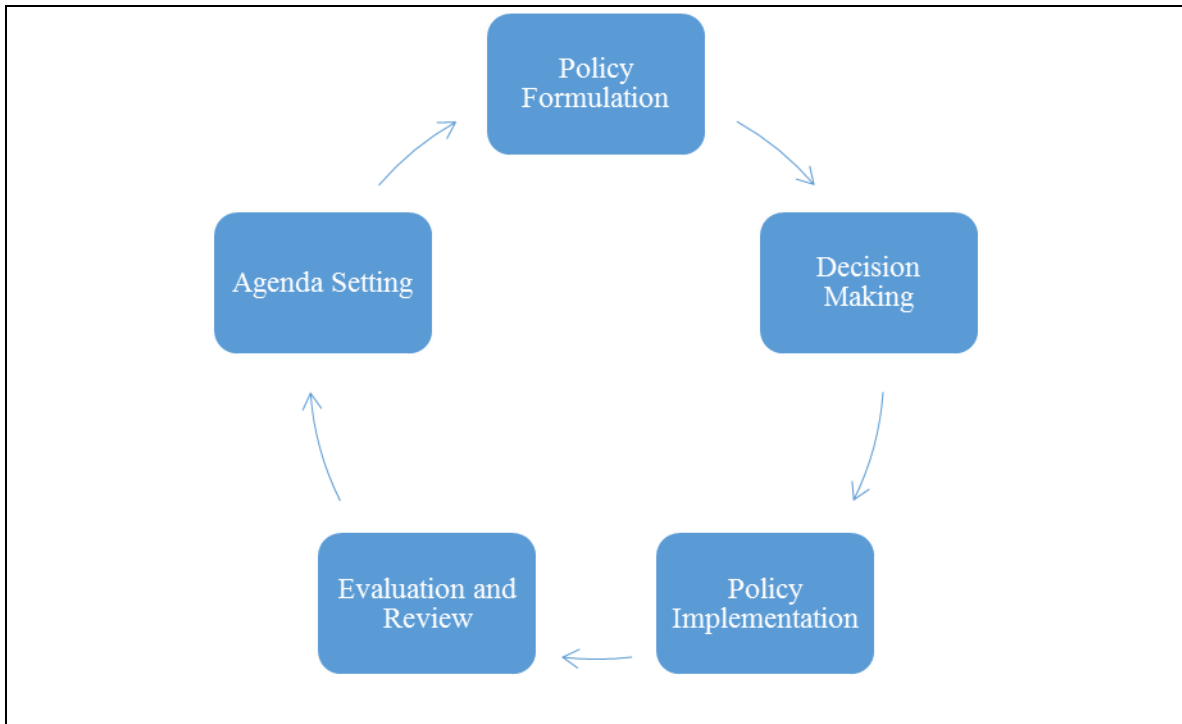 Policy
Formulation
Agenda Setting
Decision
Making
Evaluation and
Review
Policy
Implementation